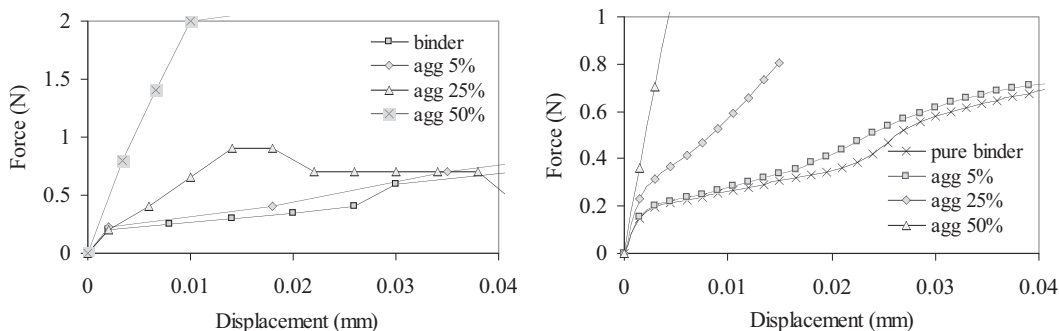 2
1.5
1
0.5
0
Force (N)
binder
agg 5%
agg 25%
agg 50%
0 0.01 0.02 0.03 0.04
Displacement (mm)
1
0.8
0.6
0.4
0.2
0
Force (N)
pure binder
agg 5%
agg 25%
agg 50%
0 0.01 0.02 0.03 0.04
Displacement (mm)